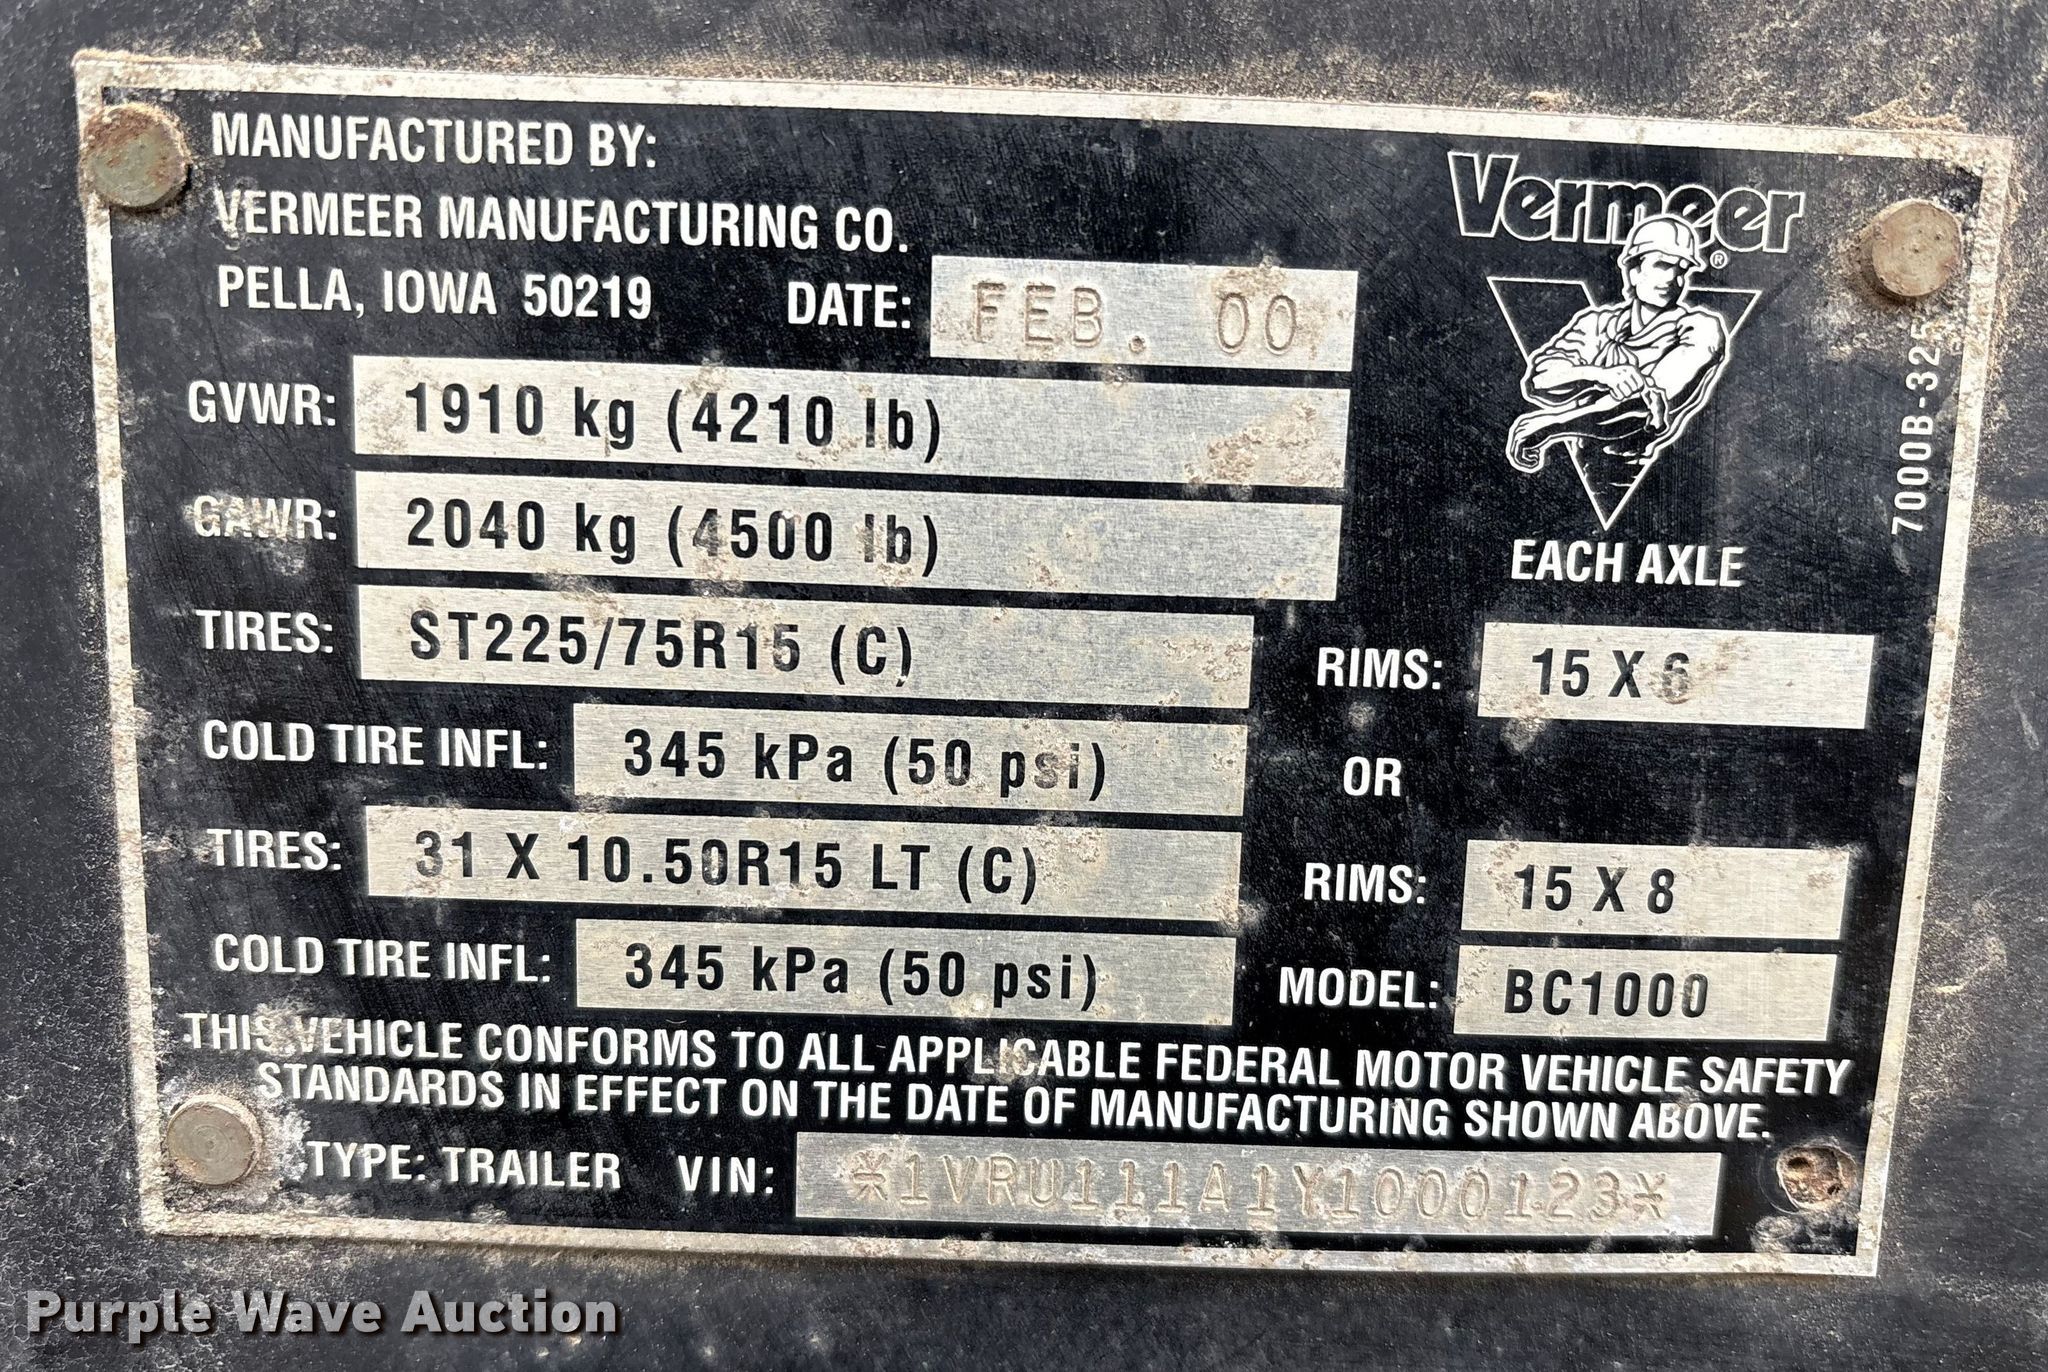 MANUFACTURED BY:
VERMEER MANUFACTURING CO.
PELLA, IOWA 50219 DATE: FEB. 00
Vermeer®
GVWR: 1910 kg (4210 lb)
GAWR: 2040 kg (4500 lb)
EACH AXLE
7000B-325
TIRES: ST225/75R15 (C) RIMS: 15 X 6
COLD TIRE INFL: 345 kPa (50 psi) OR
TIRES: 31 X 10.50R15 LT (C) RIMS: 15 X 8
COLD TIRE INFL: 345 kPa (50 psi) MODEL: BC1000
THIS VEHICLE CONFORMS TO ALL APPLICABLE FEDERAL MOTOR VEHICLE SAFETY
STANDARDS IN EFFECT ON THE DATE OF MANUFACTURING SHOWN ABOVE.
TYPE: TRAILER VIN: *1VRU111A1Y1000123*
Purple Wave Auction